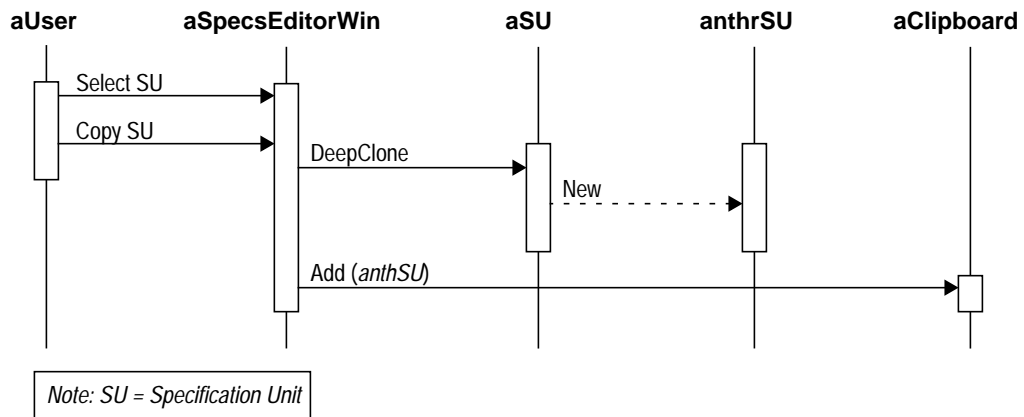 aUser aSpecsEditorWin aSU anthrSU aClipboard
Select SU
Copy SU
DeepClone
New
Add (anthSU)
Note: SU = Specification Unit